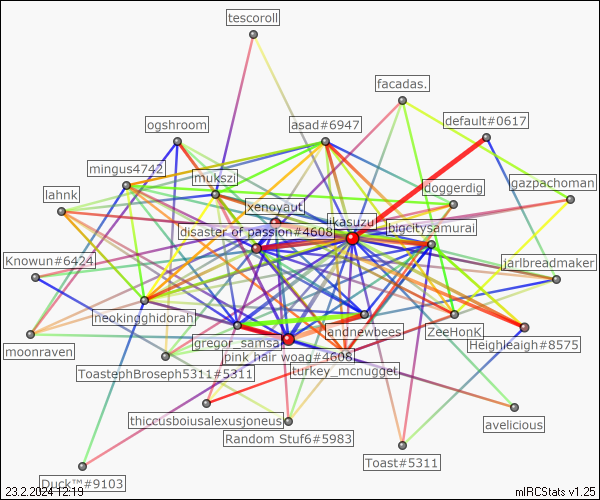 tescoroll
facadas.
default#0617
ogshroom
asad#6947
mingus4742
mukszi
doggerdig
gazpachoman
lahnk
xenoyaut
ikasuzu
disaster of passion#4608
bigcitysamurai
Knowun#6424
jarlbreadmaker
neokingghidorah
andnewbees
ZeeHonK
moonraven
gregor_samsa
Heighleaigh#8575
pink hair woag#4608
ToastephBroseph5311#5311
turkey_mcnugget
thiccusboiusalexusjoneus
avelicious
Random Stuf6#5983
Toast#5311
Duck™#9103
23.2.2024 12:19
mIRCStats v1.25